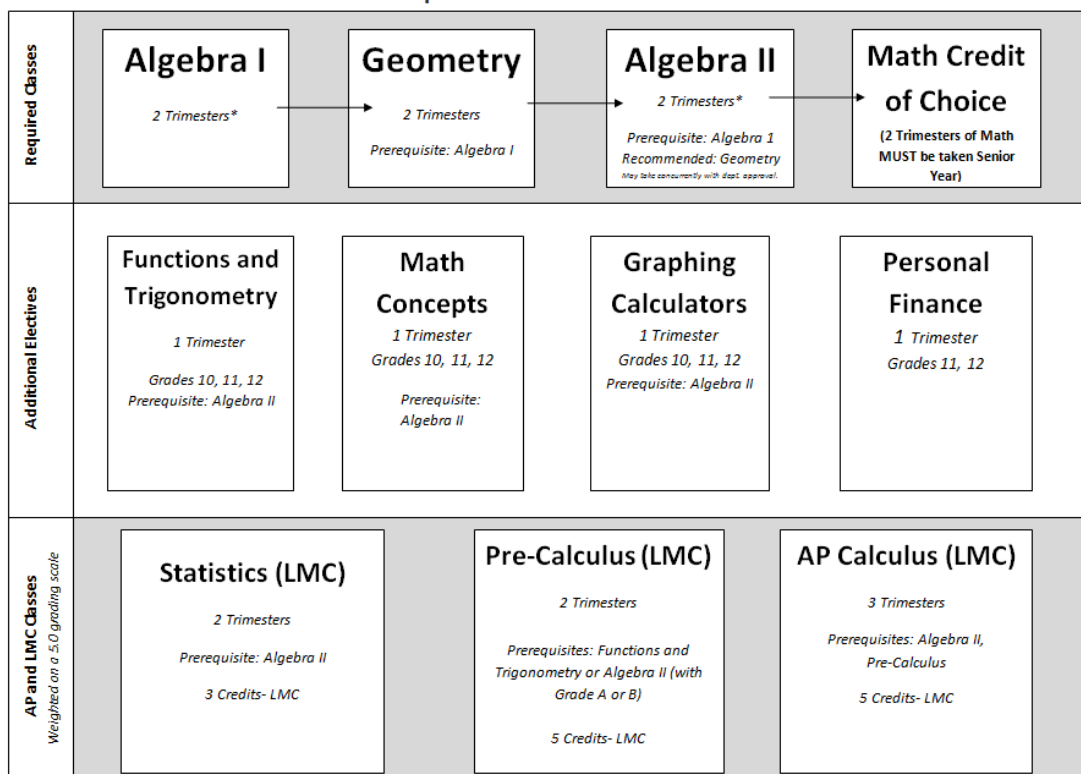 Required Classes
Algebra I
2 Trimesters*
Geometry
2 Trimesters
Prerequisite: Algebra I
Algebra II
2 Trimesters*
Prerequisite: Algebra 1
Recommended: Geometry
May take concurrently with dept. approval.
Math Credit
of Choice
(2 Trimesters of Math
MUST be taken Senior
Year)
Additional Electives
Functions and
Trigonometry
1 Trimester
Grades 10, 11, 12
Prerequisite: Algebra II
Math
Concepts
1 Trimester
Grades 10, 11, 12
Prerequisite:
Algebra II
Graphing
Calculators
1 Trimester
Grades 10, 11, 12
Prerequisite: Algebra II
Personal
Finance
1 Trimester
Grades 11, 12
AP and LMC Classes
Weighted on a 5.0 grading scale
Statistics (LMC)
2 Trimesters
Prerequisite: Algebra II
3 Credits- LMC
Pre-Calculus (LMC)
2 Trimesters
Prerequisites: Functions and
Trigonometry or Algebra II (with
Grade A or B)
5 Credits- LMC
AP Calculus (LMC)
3 Trimesters
Prerequisites: Algebra II,
Pre-Calculus
5 Credits- LMC